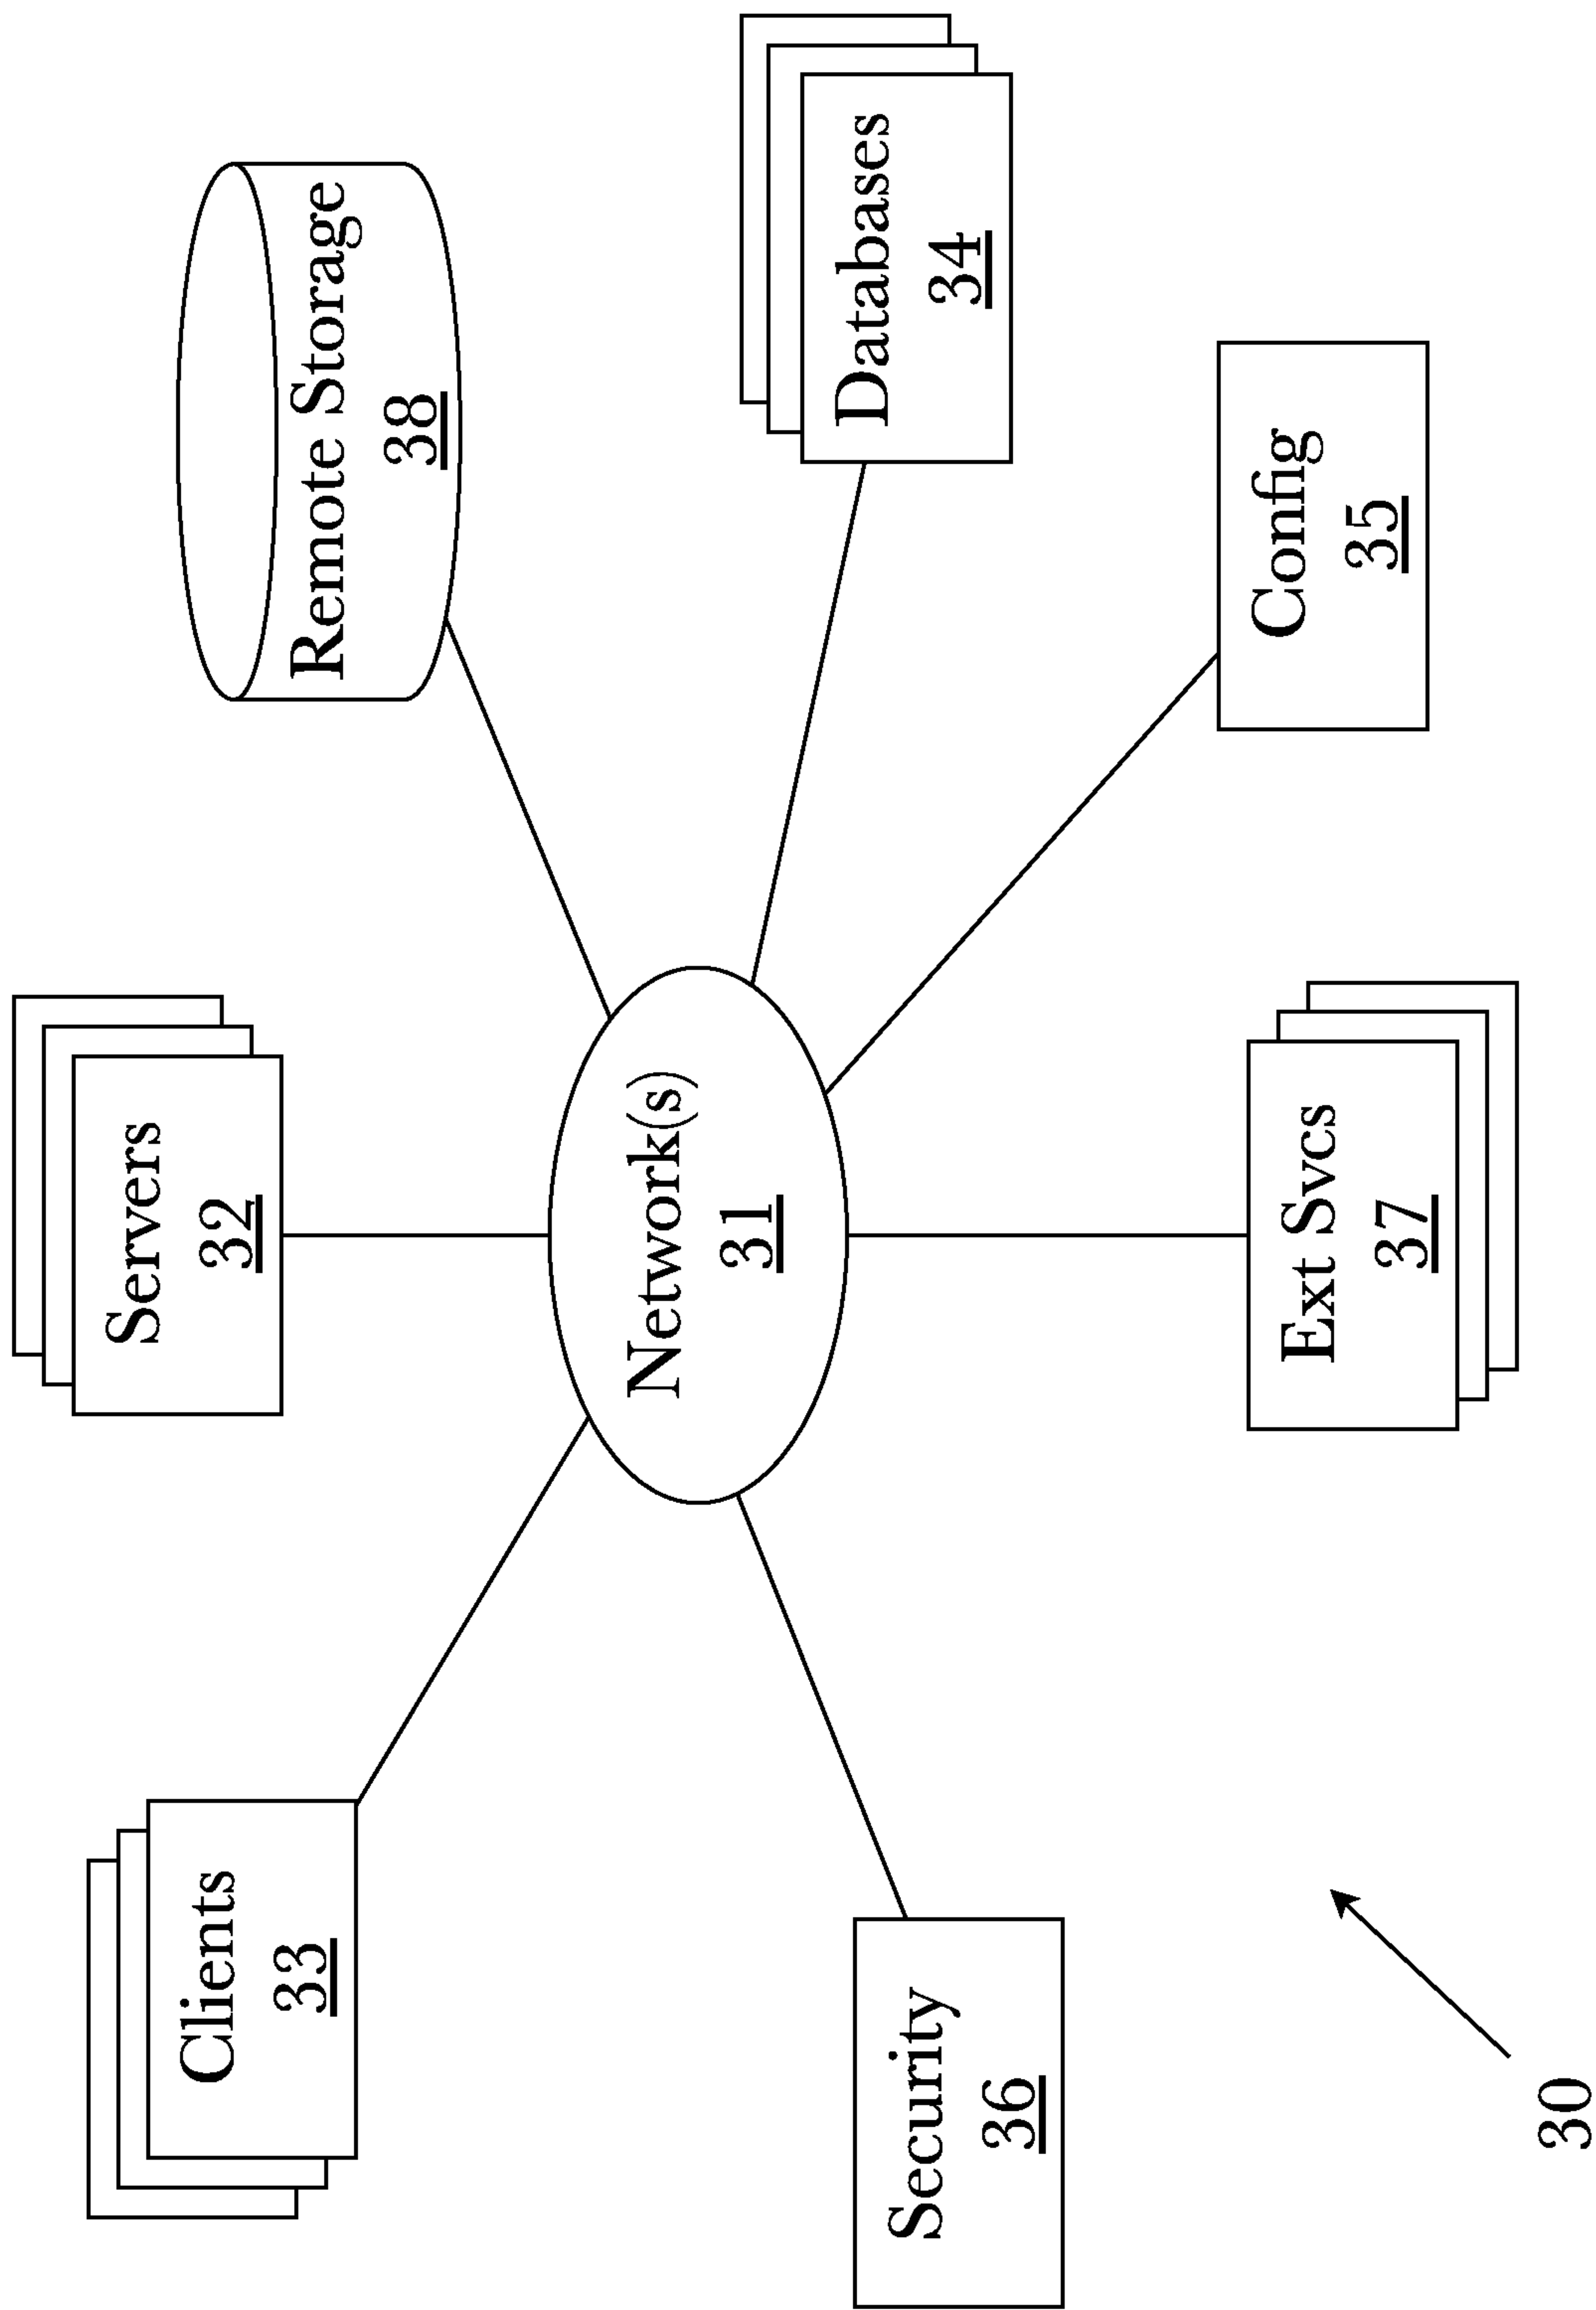 Clients
33
Servers
32
Remote Storage
38
Network(s)
31
Databases
34
Security
36
Ext Svcs
37
Config
35
30